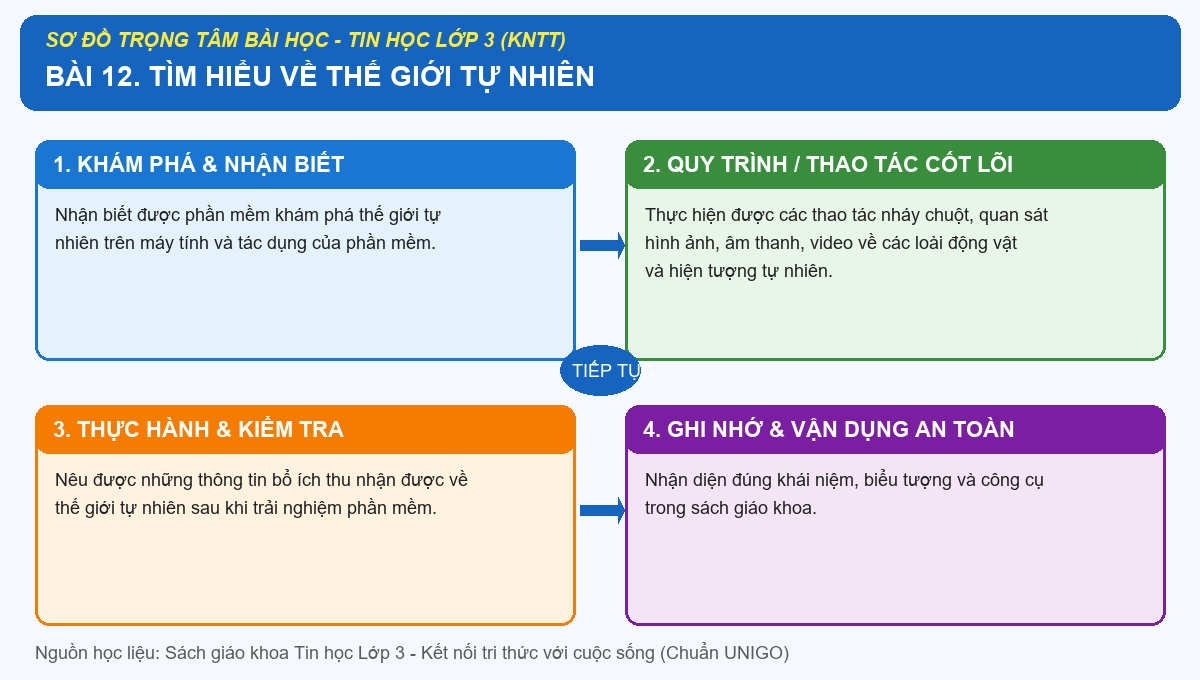 SƠ ĐỒ TRỌNG TÂM BÀI HỌC - TIN HỌC LỚP 3 (KNTT)
BÀI 12. TÌM HIỂU VỀ THẾ GIỚI TỰ NHIÊN
1. KHÁM PHÁ & NHẬN BIẾT
Nhận biết được phần mềm khám phá thế giới tự
nhiên trên máy tính và tác dụng của phần mềm.
2. QUY TRÌNH / THAO TÁC CỐT LÕI
Thực hiện được các thao tác nháy chuột, quan sát
hình ảnh, âm thanh, video về các loài động vật
và hiện tượng tự nhiên.
TIẾP TỤC
3. THỰC HÀNH & KIỂM TRA
Nêu được những thông tin bổ ích thu nhận được về
thế giới tự nhiên sau khi trải nghiệm phần mềm.
4. GHI NHỚ & VẬN DỤNG AN TOÀN
Nhận diện đúng khái niệm, biểu tượng và công cụ
trong sách giáo khoa.
Nguồn học liệu: Sách giáo khoa Tin học Lớp 3 - Kết nối tri thức với cuộc sống (Chuẩn UNIGO)